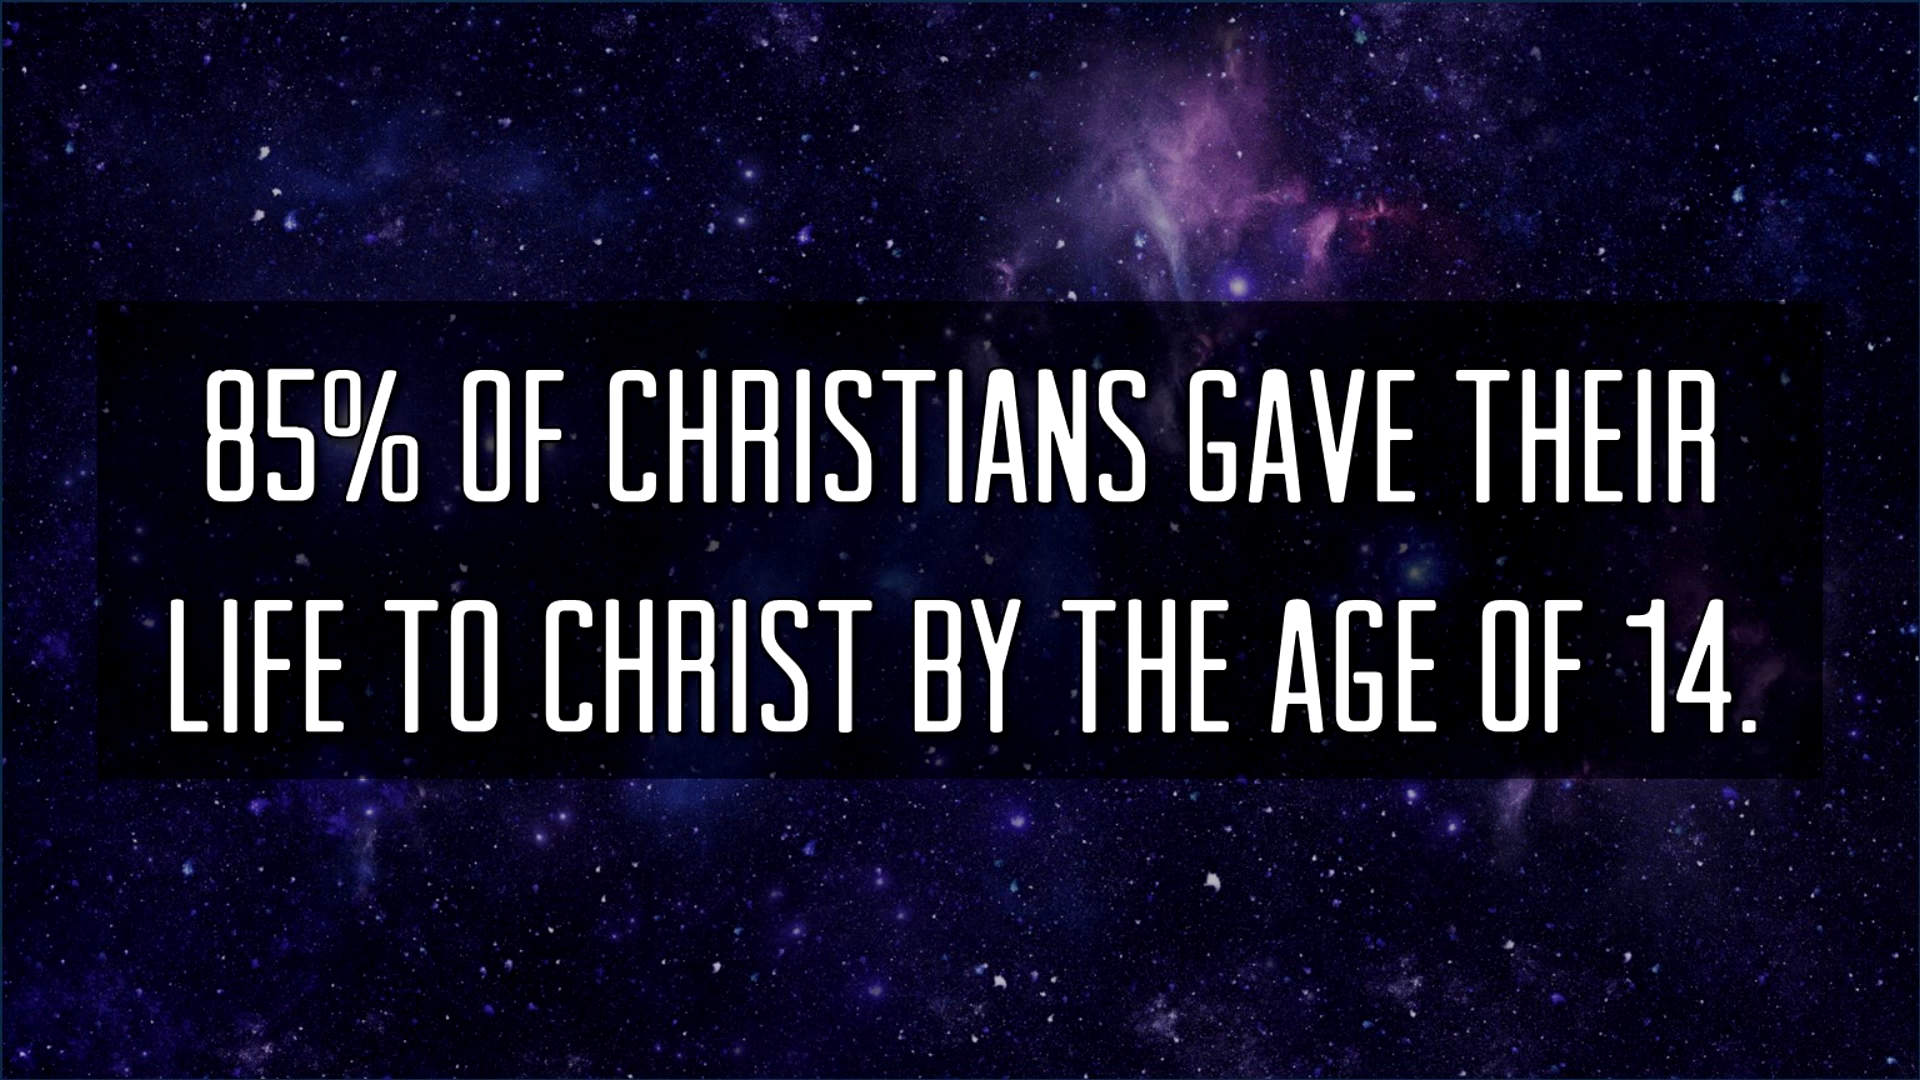 85% OF CHRISTIANS GAVE THEIR
LIFE TO CHRIST BY THE AGE OF 14.